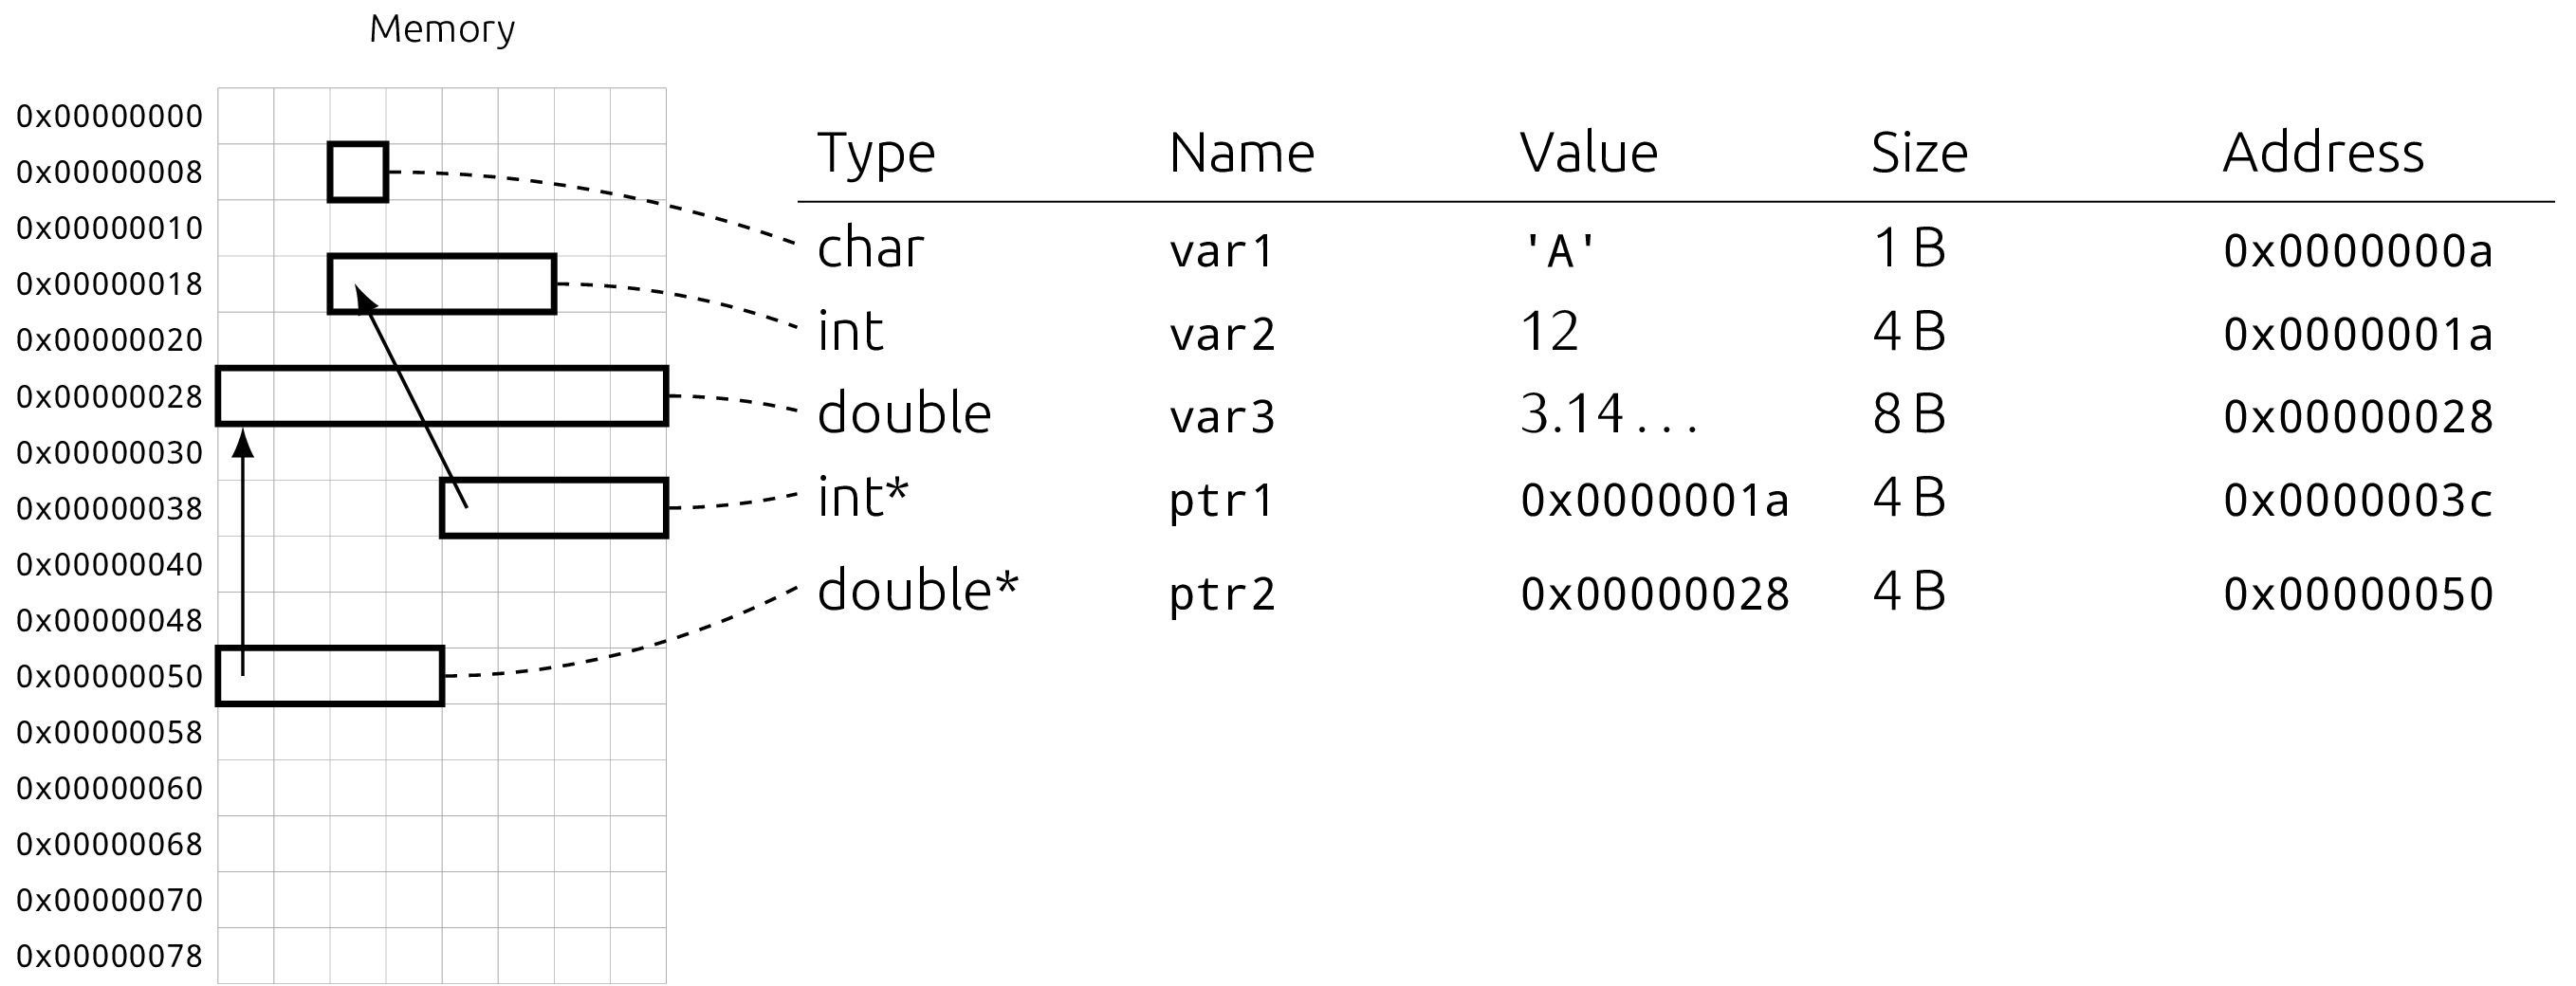 Memory
0x00000000
0x00000008
0x00000010
0x00000018
0x00000020
0x00000028
0x00000030
0x00000038
0x00000040
0x00000048
0x00000050
0x00000058
0x00000060
0x00000068
0x00000070
0x00000078
Type Name Value Size Address
char var1 'A' 1 B 0x0000000a
int var2 12 4 B 0x0000001a
double var3 3.14 . . . 8 B 0x00000028
int* ptr1 0x0000001a 4 B 0x0000003c
double* ptr2 0x00000028 4 B 0x00000050